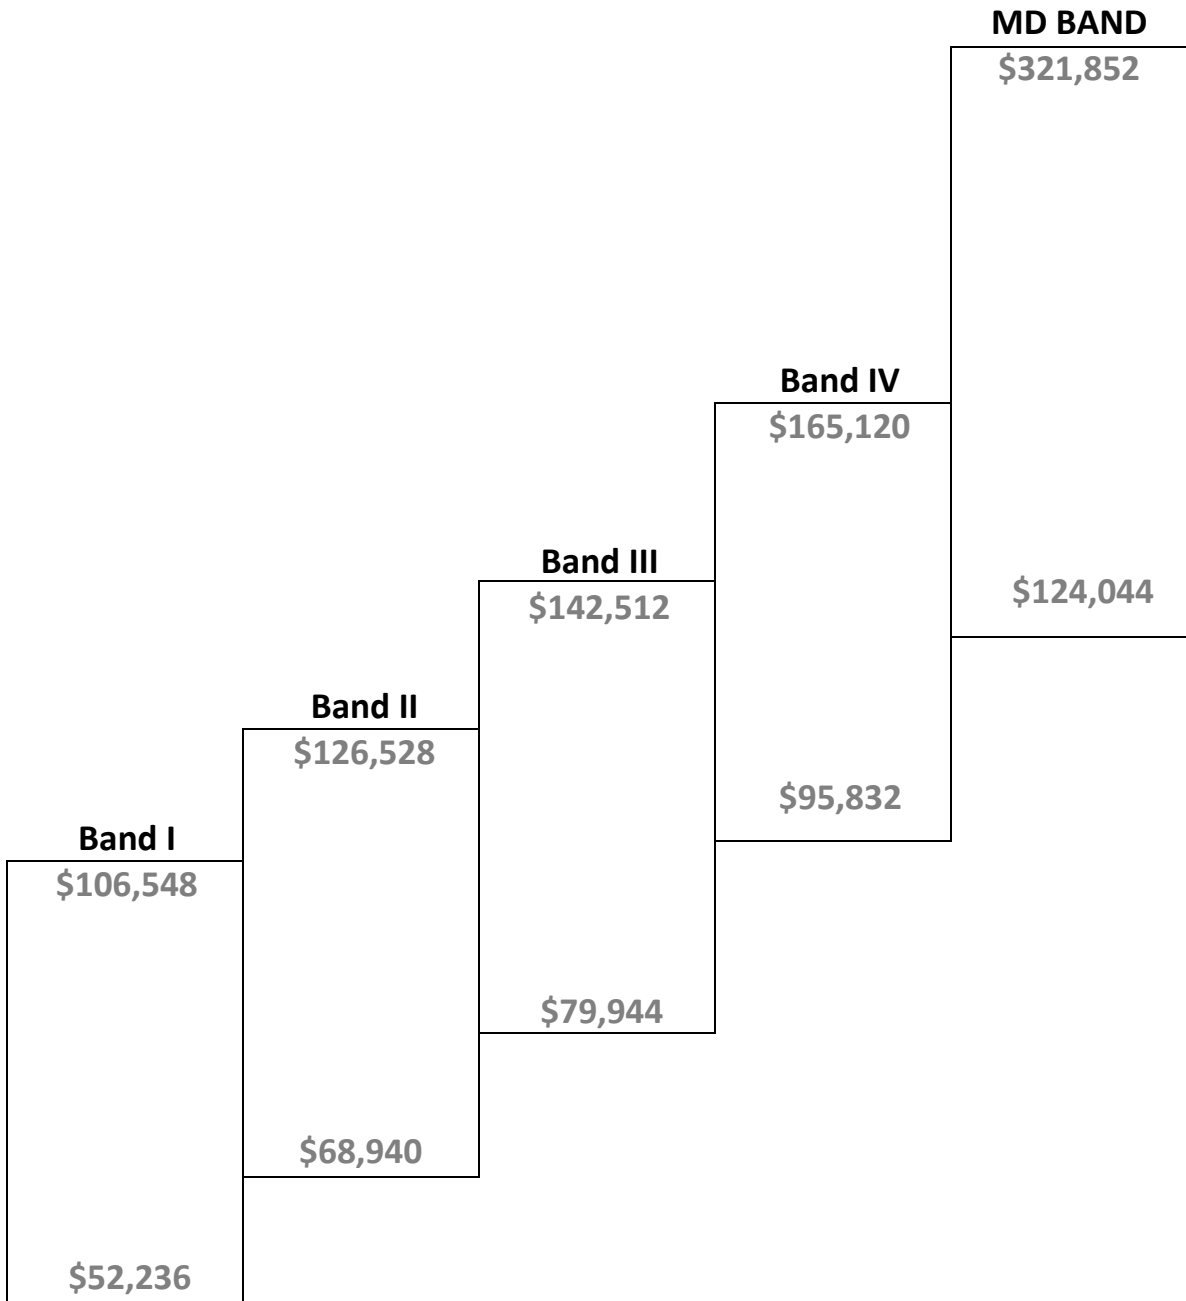 MD BAND
$321,852
Band IV
$165,120
Band III
$142,512
$124,044
Band II
$126,528
$95,832
Band I
$106,548
$79,944
$68,940
$52,236